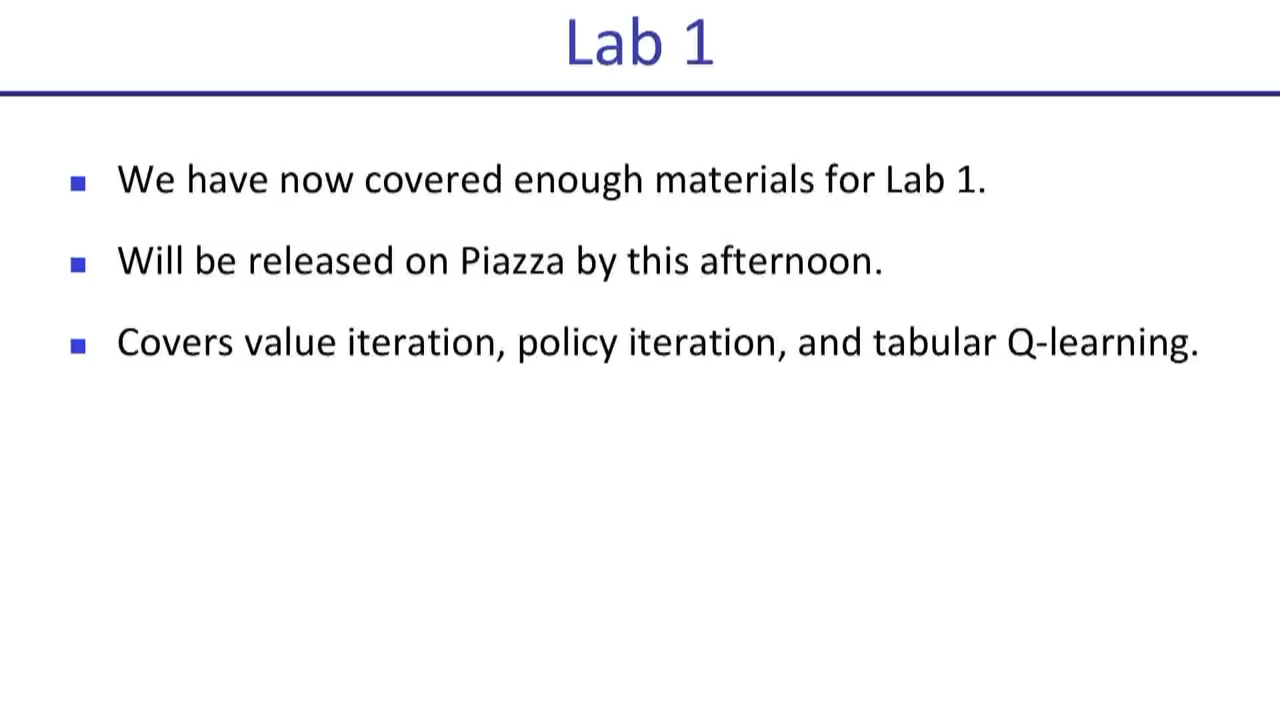 Lab 1
We have now covered enough materials for Lab 1.
Will be released on Piazza by this afternoon.
Covers value iteration, policy iteration, and tabular Q-learning.